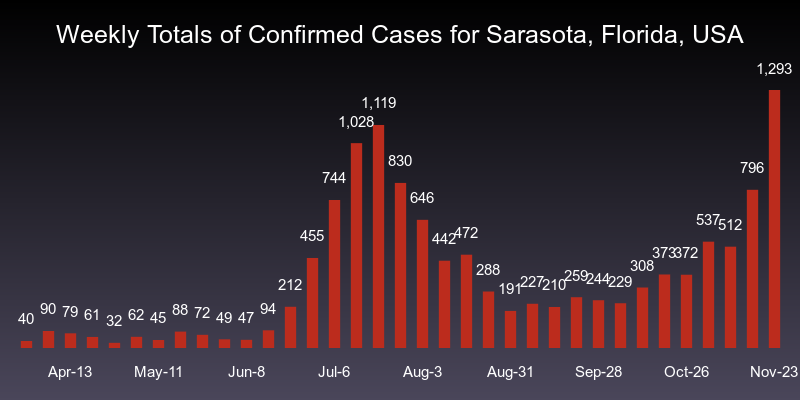 Weekly Totals of Confirmed Cases for Sarasota, Florida, USA
40 90 79 61 32 62 45 88 72 49 47 94 212 455 744 1,028 1,119 830 646 442 472 288 191 227 210 259 244 229 308 373 372 537 512 796 1,293
Apr-13 May-11 Jun-8 Jul-6 Aug-3 Aug-31 Sep-28 Oct-26 Nov-23